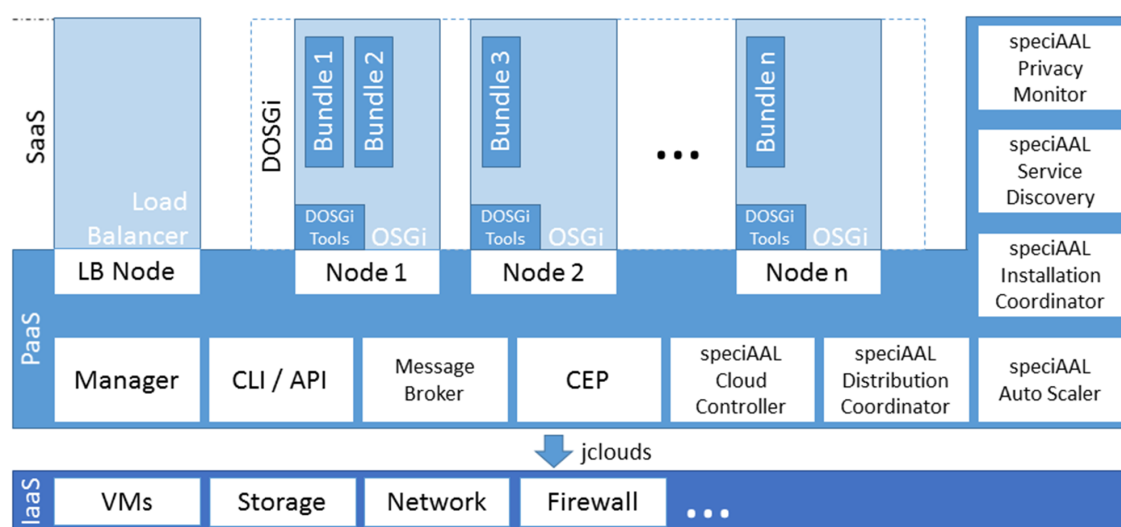 SaaS
Load
Balancer
LB Node
DOSGi
Bundle 1
Bundle 2
DOSGi
Tools
OSGi
Node 1
Bundle 3
DOSGi
Tools
OSGi
Node 2
...
Bundle n
DOSGi
Tools
OSGi
Node n
speciAAL
Privacy
Monitor
speciAAL
Service
Discovery
speciAAL
Installation
Coordinator
PaaS
Manager
CLI / API
Message
Broker
CEP
speciAAL
Cloud
Controller
speciAAL
Distribution
Coordinator
speciAAL
Auto Scaler
jclouds
IaaS
VMs
Storage
Network
Firewall
...